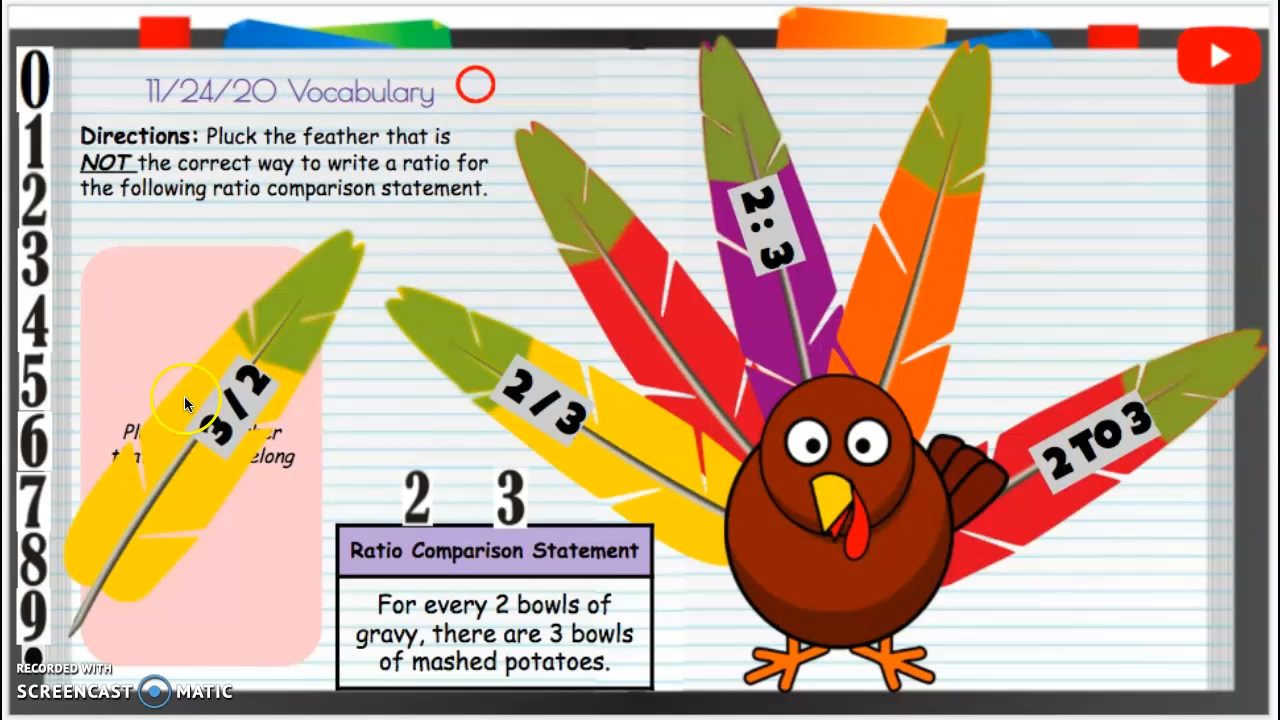 0
1
2
3
4
5
6
7
8
9
11/24/20 Vocabulary
Directions: Pluck the feather that is
NOT the correct way to write a ratio for
the following ratio comparison statement.
3/2
2/3
2:3
2 TO 3
2 3
Ratio Comparison Statement
For every 2 bowls of
gravy, there are 3 bowls
of mashed potatoes.
RECORDED WITH
SCREENCAST MATIC